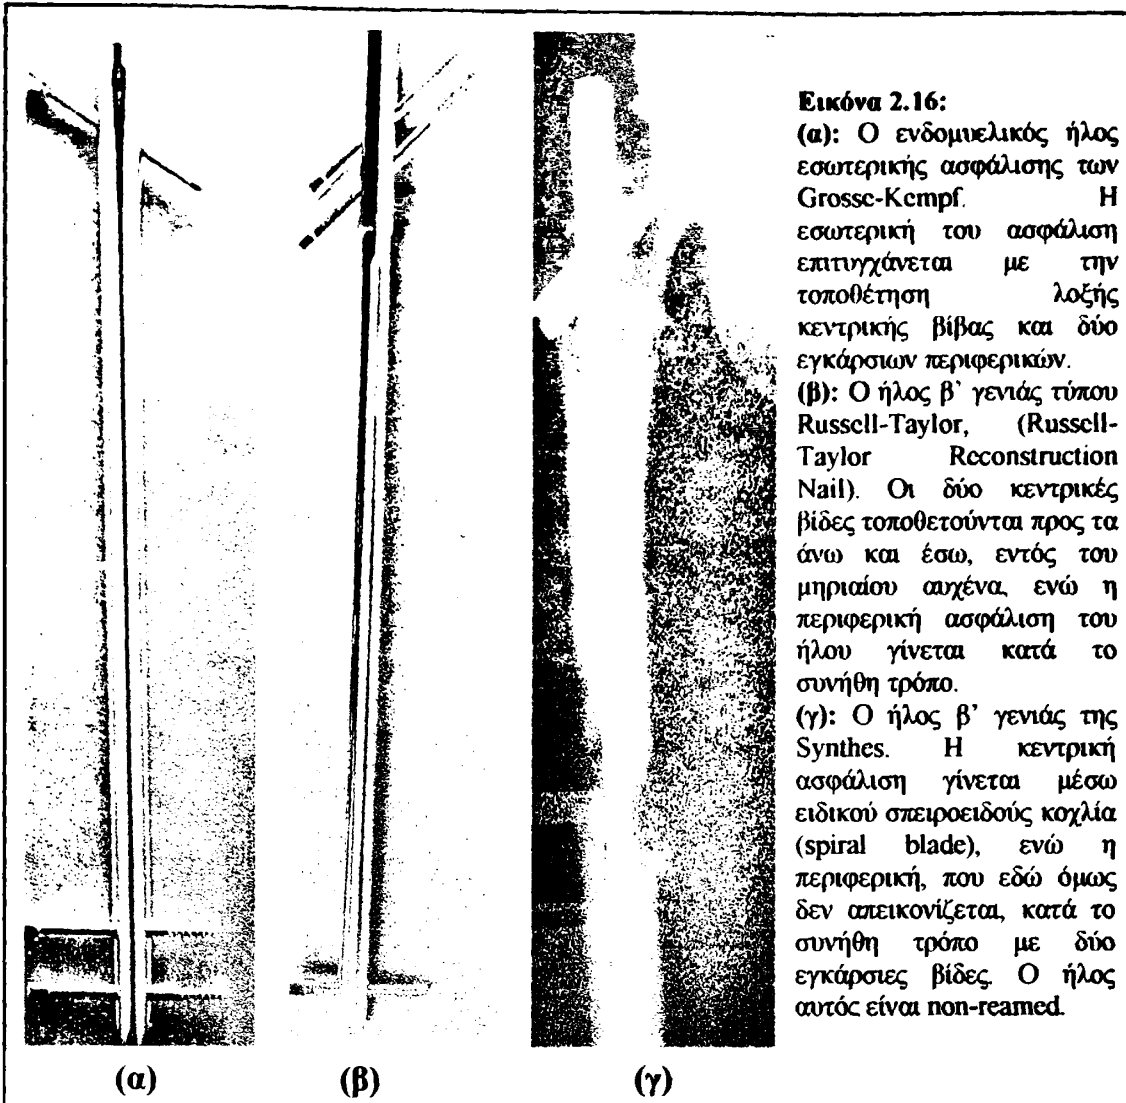 Εικόνα 2.16:
(α): Ο ενδομυελικός ήλος
εσωτερικής ασφάλισης των
Grosse-Kempf. Η
εσωτερική του ασφάλιση
επιτυγχάνεται με την
τοποθέτηση λοξής
κεντρικής βίβας και δύο
εγκάρσιων περιφερικών.
(β): Ο ήλος β' γενιάς τύπου
Russell-Taylor, (Russell-
Taylor Reconstruction
Nail). Οι δύο κεντρικές
βίδες τοποθετούνται προς τα
άνω και έσω, εντός του
μηριαίου αυχένα, ενώ η
περιφερική ασφάλιση του
ήλου γίνεται κατά το
συνήθη τρόπο.
(γ): Ο ήλος β' γενιάς της
Synthes. Η κεντρική
ασφάλιση γίνεται μέσω
ειδικού σπειροειδούς κοχλία
(spiral blade), ενώ η
περιφερική, που εδώ όμως
δεν απεικονίζεται, κατά το
συνήθη τρόπο με δύο
εγκάρσιες βίδες. Ο ήλος
αυτός είναι non-reamed.
(α) (β) (γ)